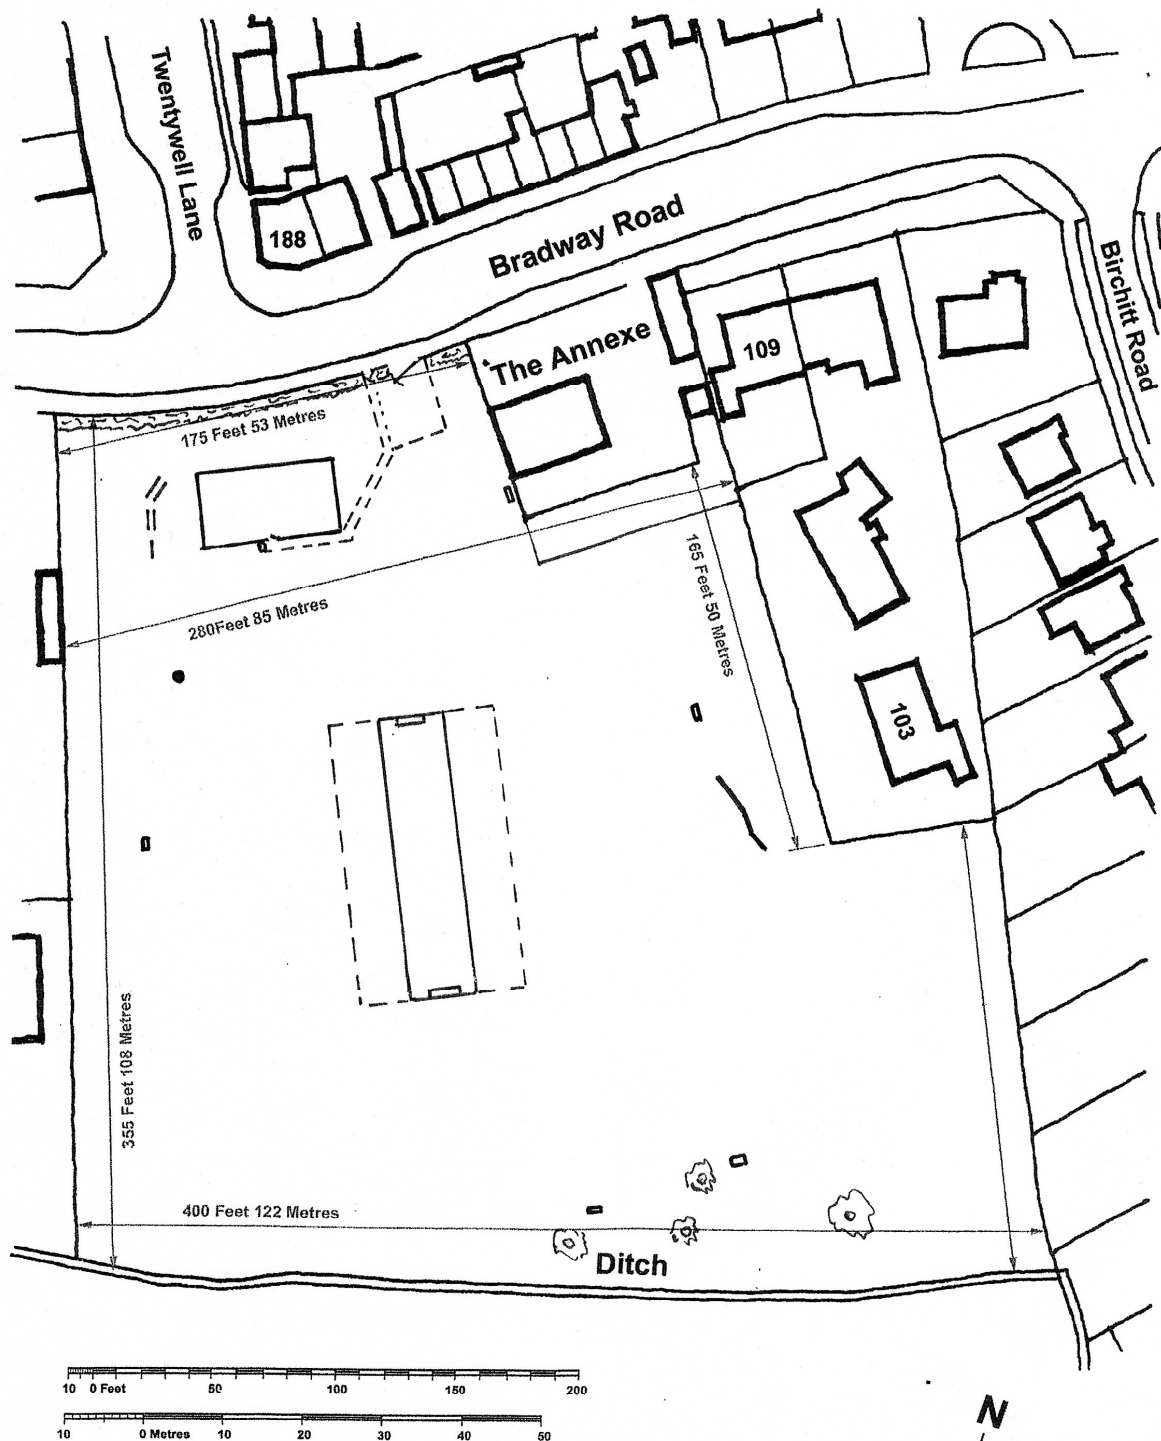 Twentywell Lane
188
Bradway Road
Birchitt Road
The Annexe
109
175 Feet 53 Metres
280Feet 85 Metres
165 Feet 50 Metres
103
355 Feet 108 Metres
400 Feet 122 Metres
Ditch
10 0 Feet 50 100 150 200
10 0 Metres 10 20 30 40 50
N